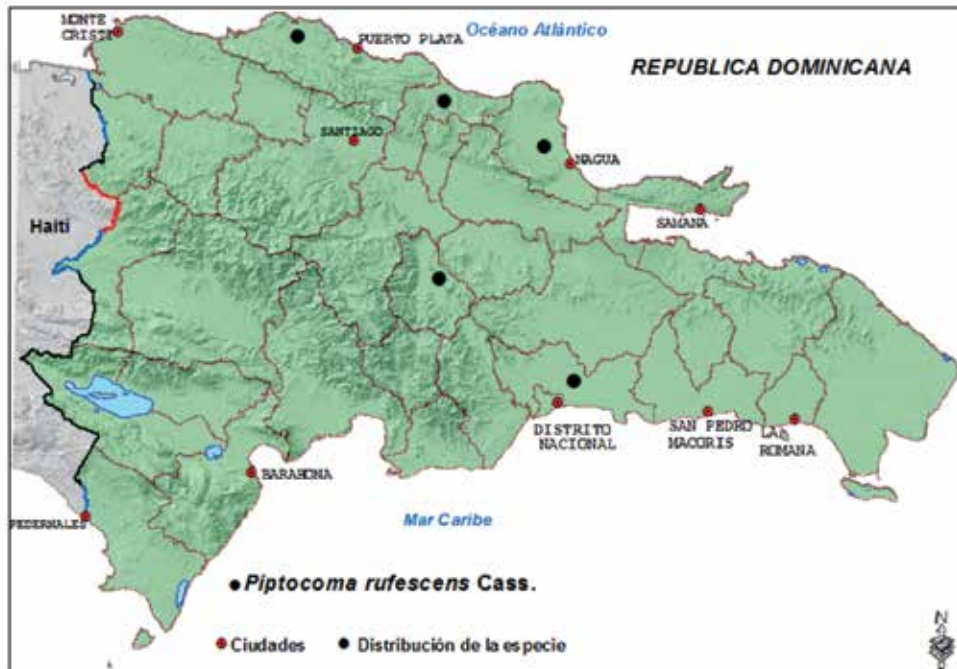 MONTE
CRISTI
PUERTO PLATA
Océano Atlántico
REPUBLICA DOMINICANA
SANTIAGO
NAGUA
Haití
SAMANA
DISTRITO
NACIONAL
SAN PEDRO
MACORIS
LA
ROMANA
BARAHONA
PEDERNALES
Mar Caribe
Piptocoma rufescens Cass.
Ciudades
Distribución de la especie
N